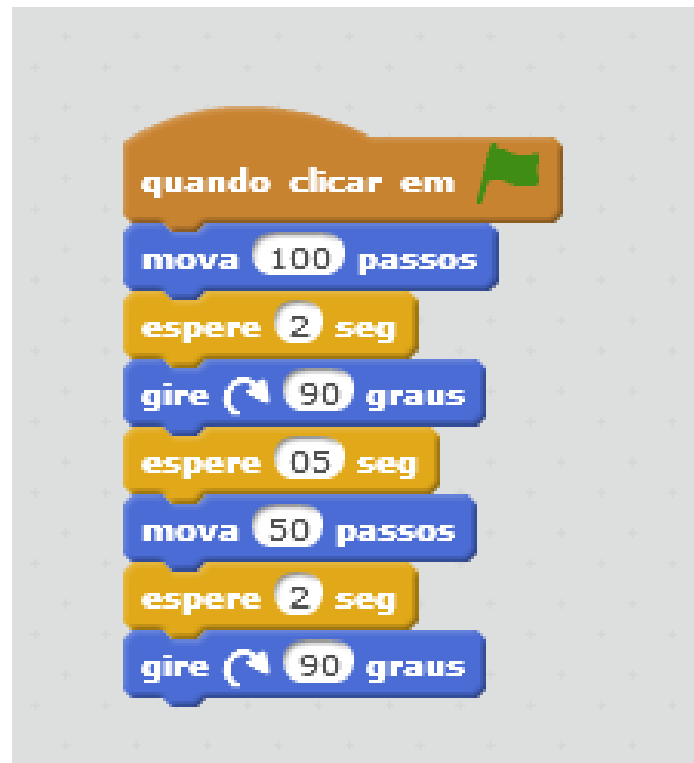 quando clicar em
mova 100 passos
espere 2 seg
gire 90 graus
espere 05 seg
mova 50 passos
espere 2 seg
gire 90 graus